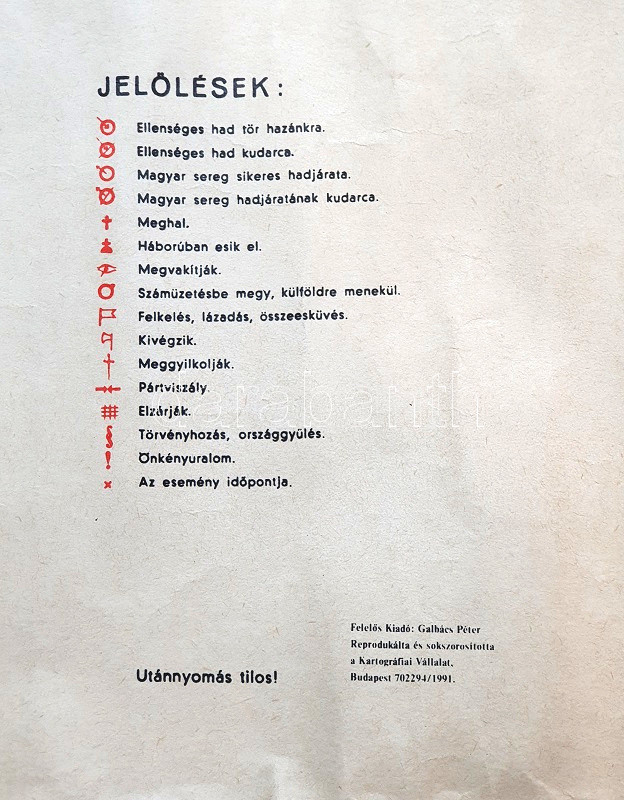 JELÖLÉSEK:
Ellenséges had tör hazánkra.
Ellenséges had kudarca.
Magyar sereg sikeres hadjárata.
Magyar sereg hadjáratának kudarca.
Meghal.
Háborúban esik el.
Megvakítják.
Számüzetésbe megy, külföldre menekül.
Felkelés, lázadás, összeesküvés.
Kivégzik.
Meggyilkolják.
Pártviszály.
Elzárják.
Törvényhozás, országgyülés.
Önkényuralom.
Az esemény időpontja.
darabanth
Felelős Kiadó: Galbács Péter
Reprodukálta és sokszorosította
a Kartográfiai Vállalat,
Budapest 702294/1991.
Utánnyomás tilos!